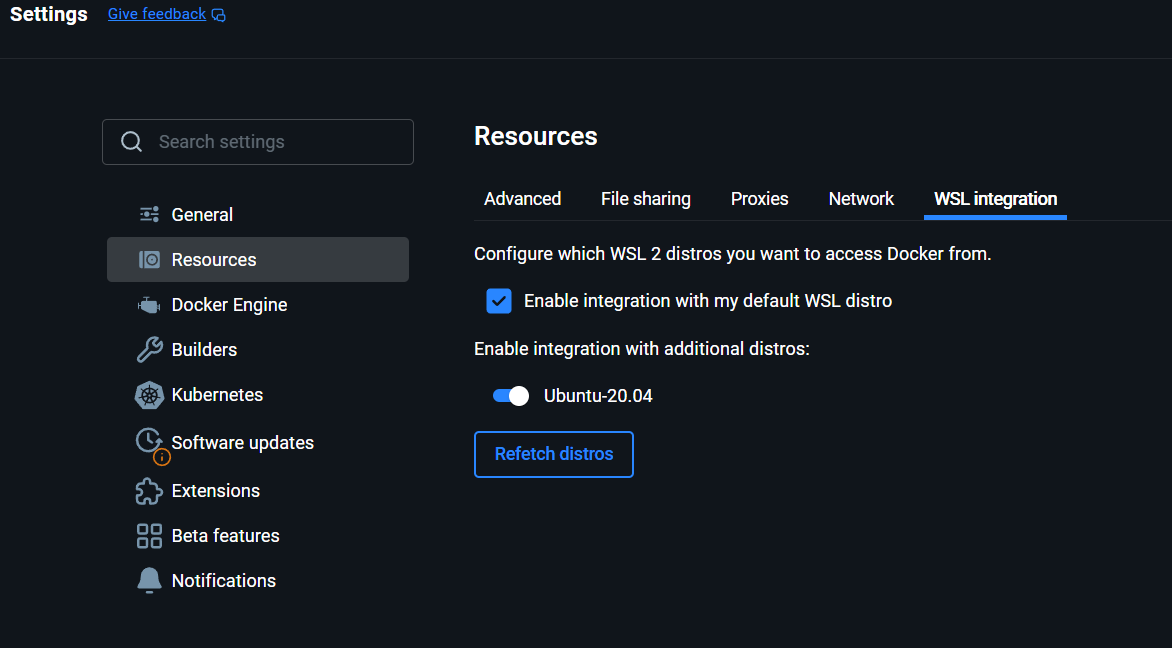 Settings Give feedback
Search settings
General
Resources
Docker Engine
Builders
Kubernetes
Software updates
Extensions
Beta features
Notifications
Resources
Advanced File sharing Proxies Network WSL integration
Configure which WSL 2 distros you want to access Docker from.
Enable integration with my default WSL distro
Enable integration with additional distros:
Ubuntu-20.04
Refetch distros